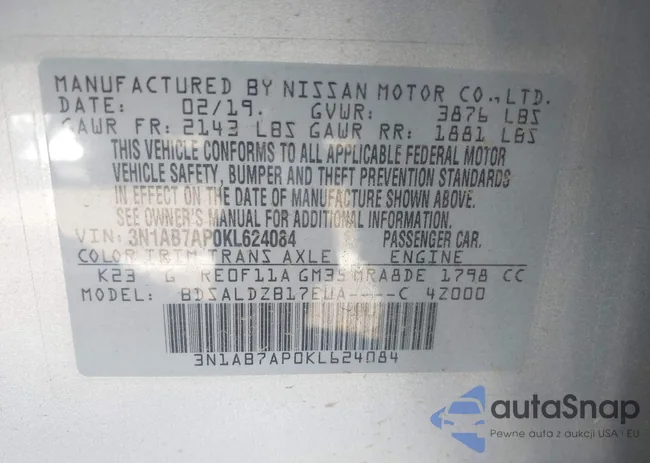 MANUFACTURED BY NISSAN MOTOR CO.,LTD.
DATE: 02/19. GVWR: 3876 LBS
GAWR FR: 2143 LBS GAWR RR: 1881 LBS
THIS VEHICLE CONFORMS TO ALL APPLICABLE FEDERAL MOTOR
VEHICLE SAFETY, BUMPER AND THEFT PREVENTION STANDARDS
IN EFFECT ON THE DATE OF MANUFACTURE SHOWN ABOVE.
SEE OWNER'S MANUAL FOR ADDITIONAL INFORMATION.
VIN: 3N1AB7AP0KL624084 PASSENGER CAR.
COLOR TRIM TRANS AXLE ENGINE
K23 G RE0F11A GM35 MRA8DE 1798 CC
MODEL: BDSALDZB17EUA----C 4Z000
3N1AB7AP0KL624084
autaSnap
Pewne auta z aukcji USA i EU